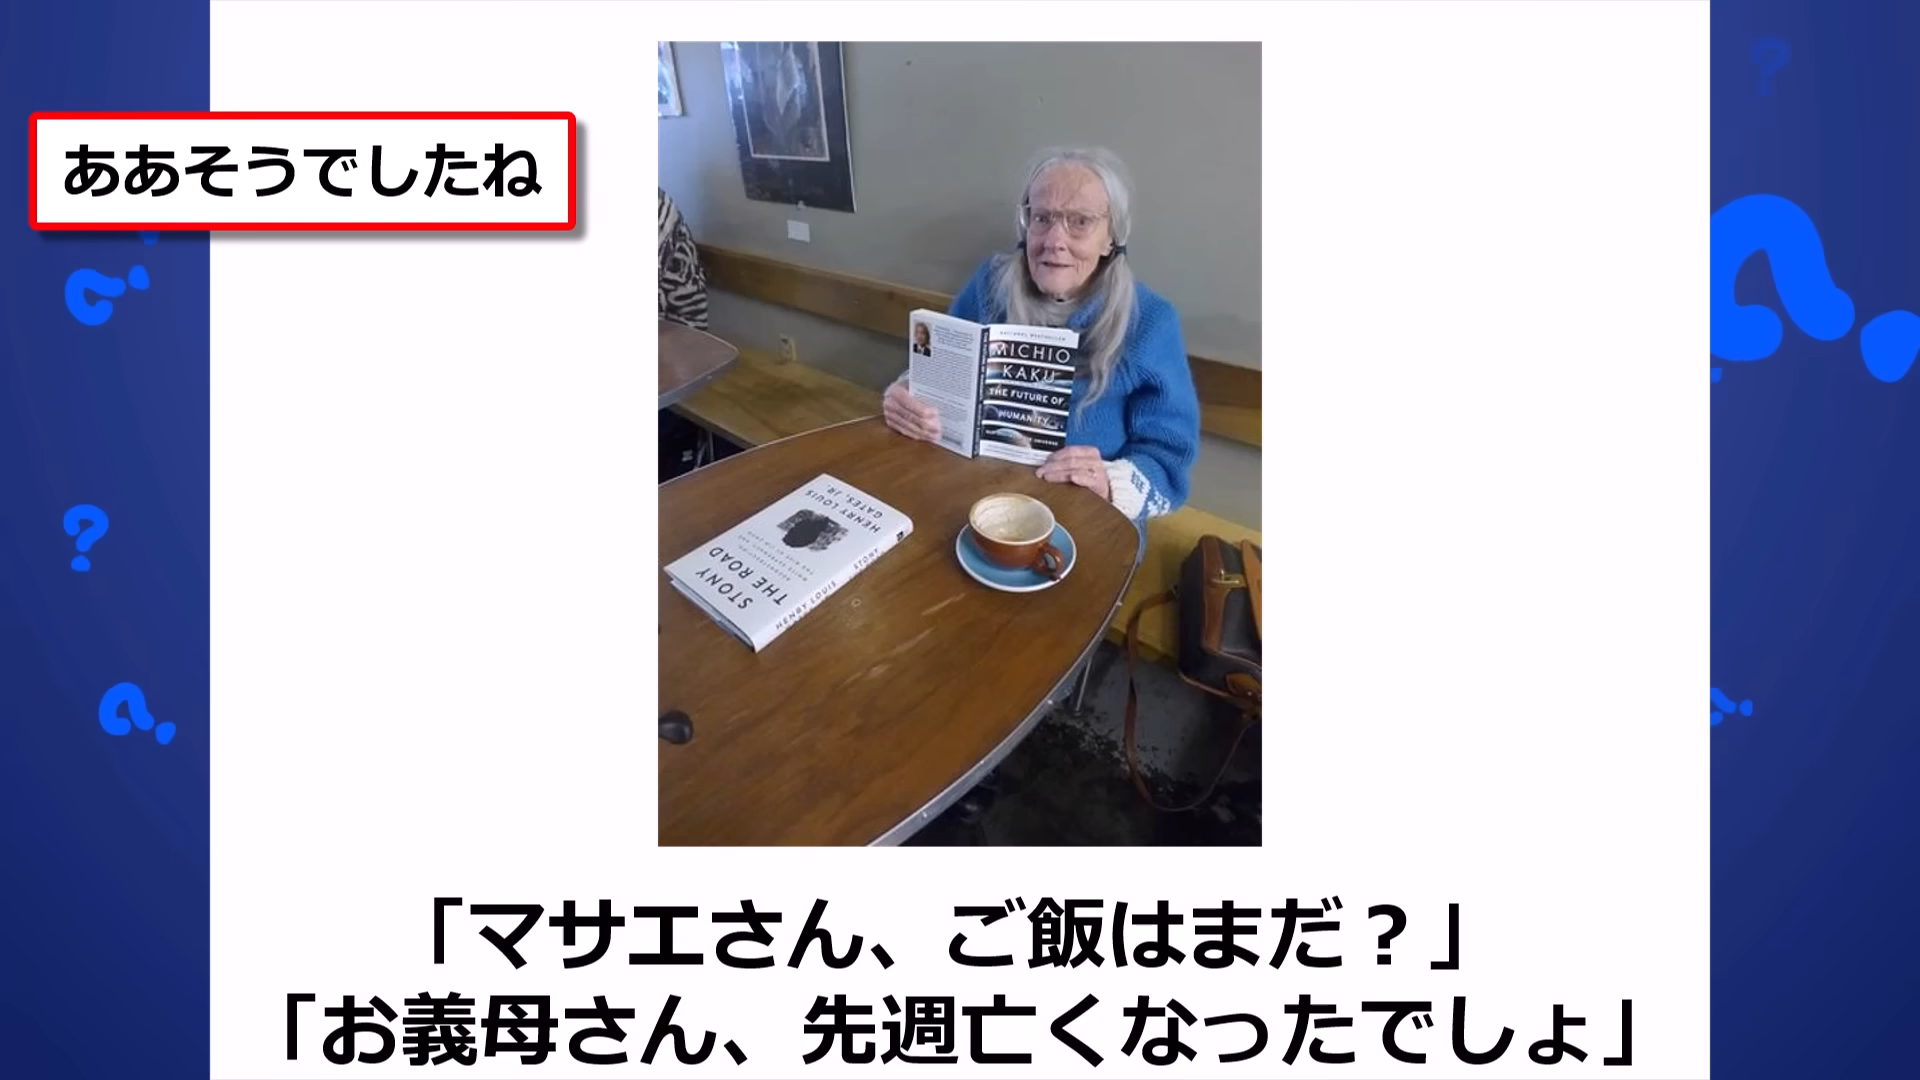 ああそうでしたね
MICHIO
KAKU
THE FUTURE OF
HUMANITY
HENRY LOUIS
GATES, JR.
STONY
THE ROAD
「マサエさん、ご飯はまだ？」
「お義母さん、先週亡くなったでしょ」